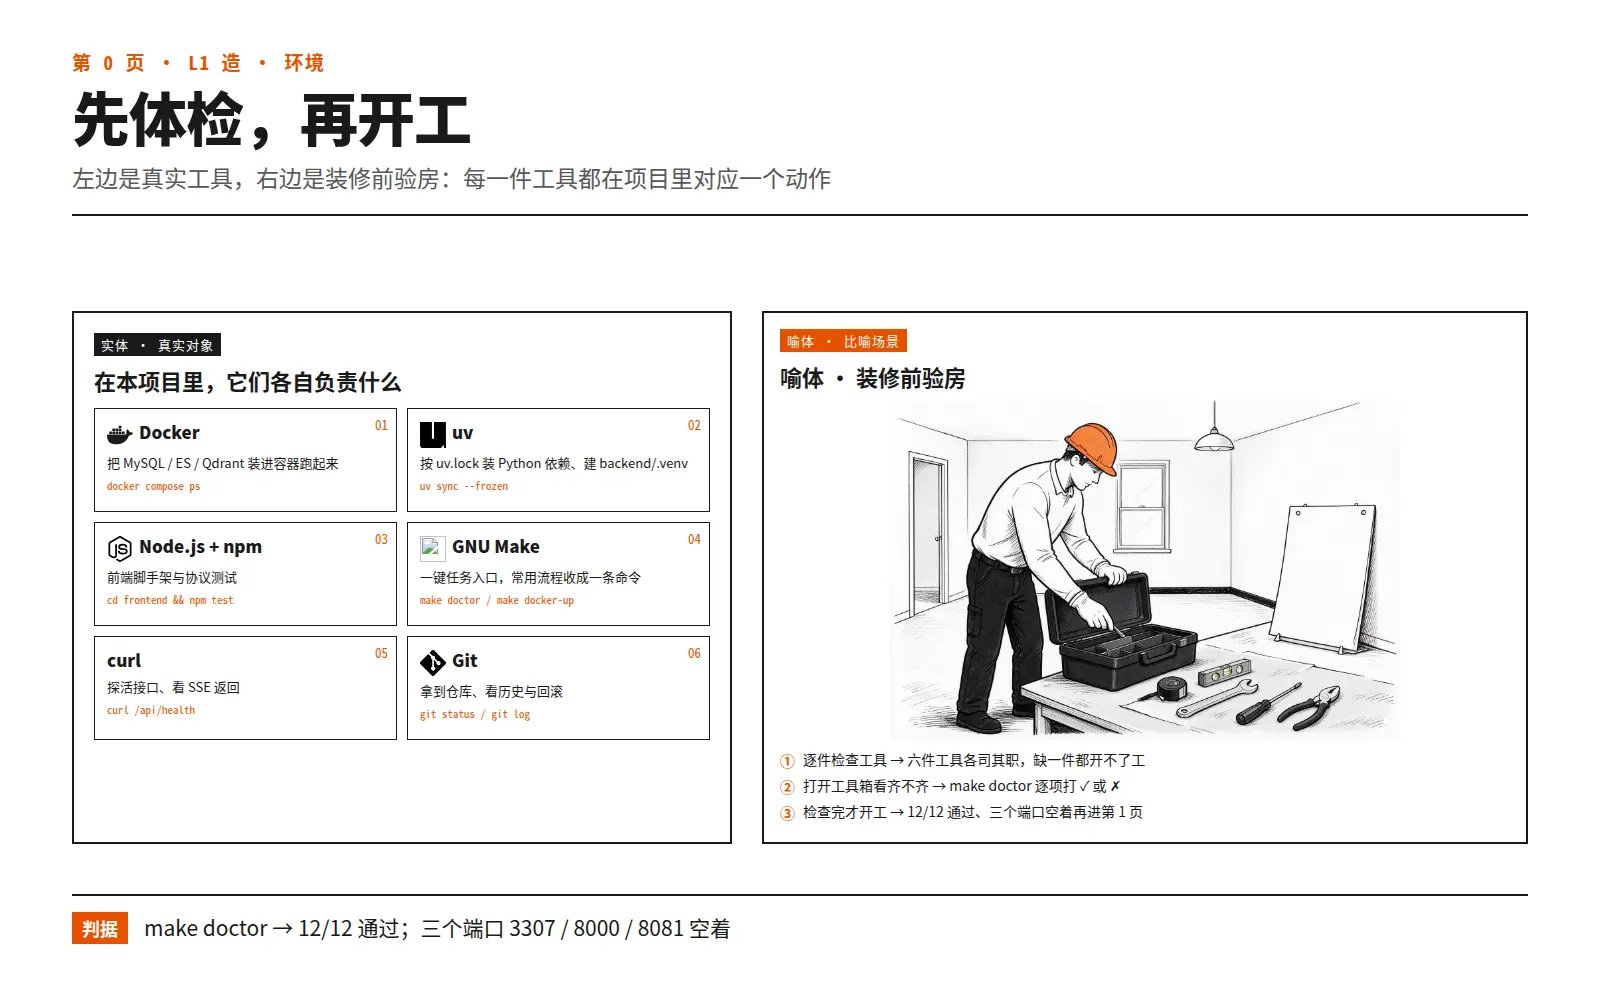 第 0 页 · L1 造 · 环境
先体检，再开工
左边是真实工具，右边是装修前验房：每一件工具都在项目里对应一个动作
实体 · 真实对象
在本项目里，它们各自负责什么
Docker
01
把 MySQL / ES / Qdrant 装进容器跑起来
docker compose ps
uv
02
按 uv.lock 装 Python 依赖、建 backend/.venv
uv sync --frozen
Node.js + npm
03
前端脚手架与协议测试
cd frontend && npm test
GNU Make
04
一键任务入口，常用流程收成一条命令
make doctor / make docker-up
curl
05
探活接口、看 SSE 返回
curl /api/health
Git
06
拿到仓库、看历史与回滚
git status / git log
喻体 · 比喻场景
喻体 · 装修前验房
① 逐件检查工具 → 六件工具各司其职，缺一件都开不了工
② 打开工具箱看齐不齐 → make doctor 逐项打 ✓ 或 ✗
③ 检查完才开工 → 12/12 通过、三个端口空着再进第 1 页
判据
make doctor → 12/12 通过；三个端口 3307 / 8000 / 8081 空着